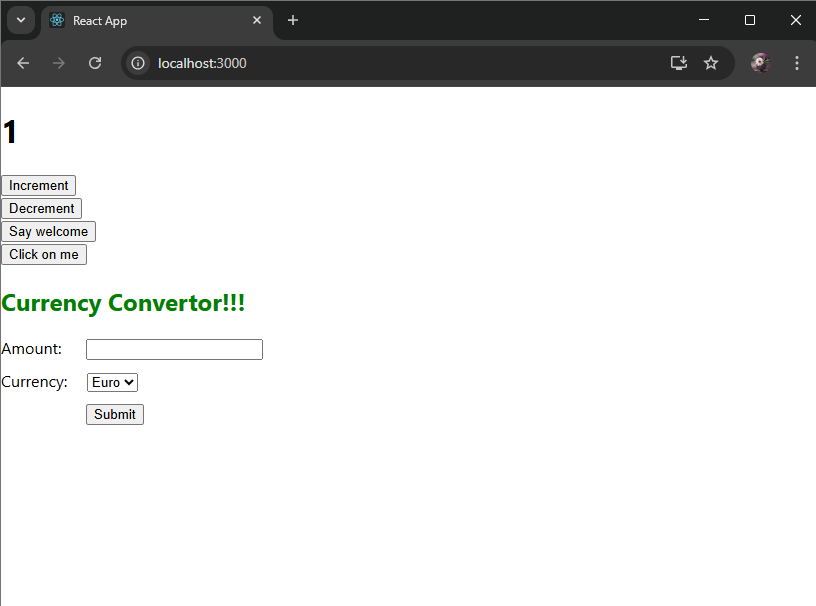 React App
localhost:3000
1
Increment
Decrement
Say welcome
Click on me
Currency Convertor!!!
Amount:
Currency: Euro
Submit